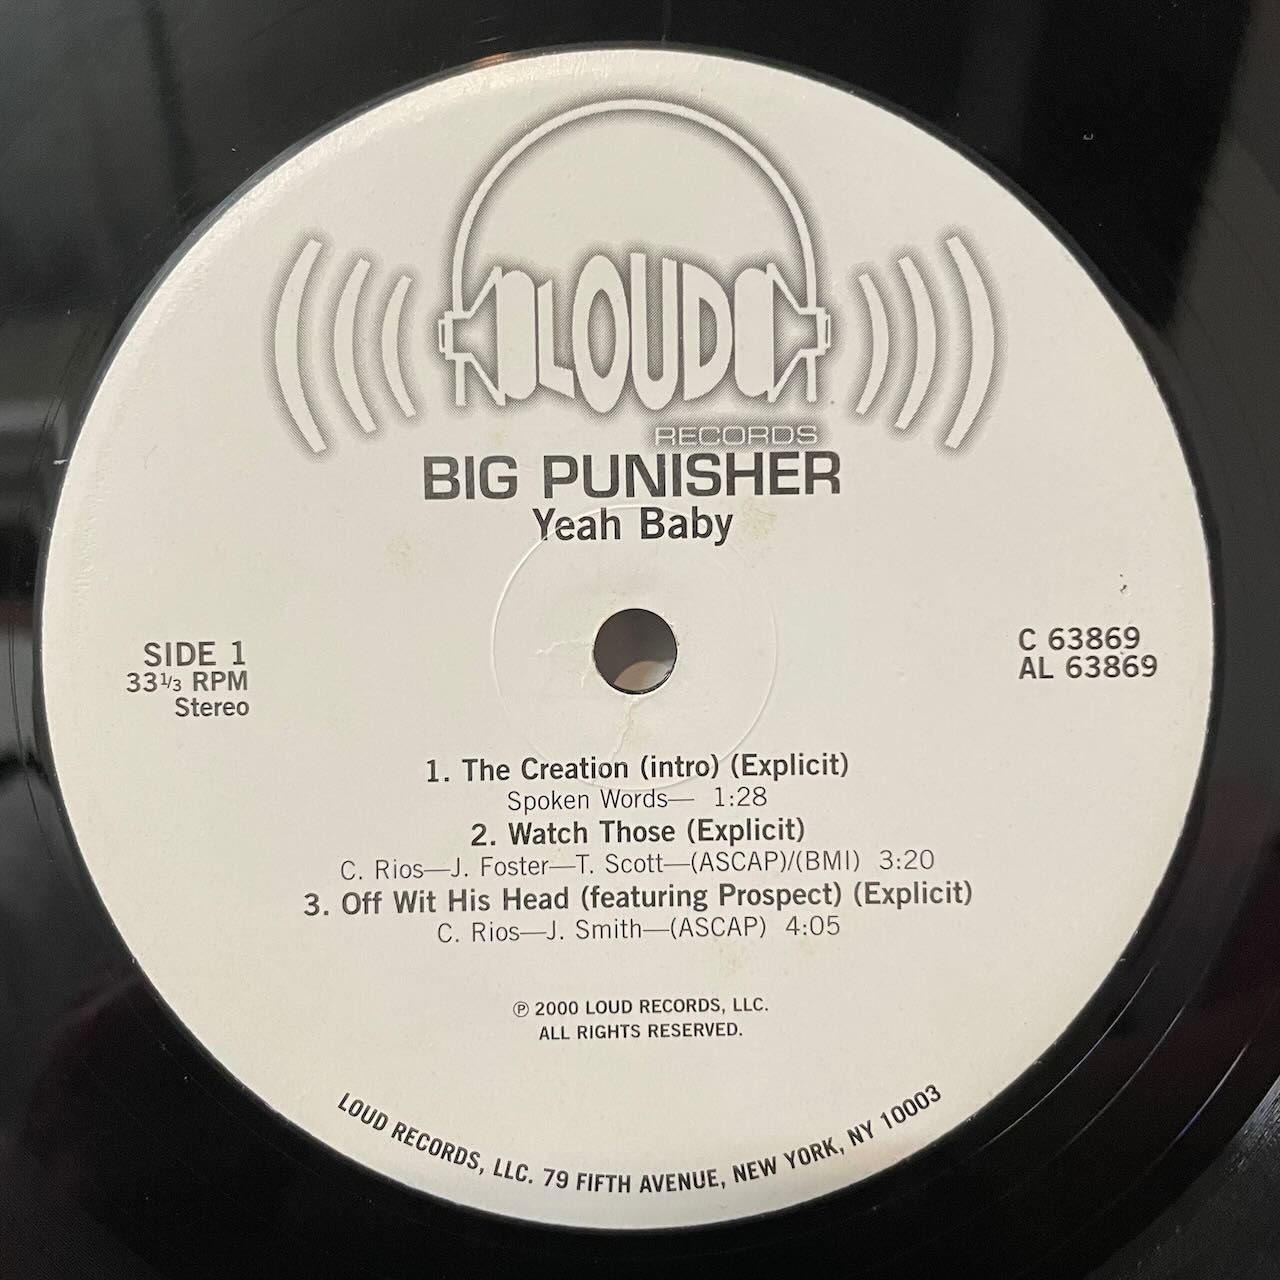 LOUD
RECORDS
BIG PUNISHER
Yeah Baby
SIDE 1
33 1/3 RPM
Stereo
C 63869
AL 63869
1. The Creation (intro) (Explicit)
Spoken Words— 1:28
2. Watch Those (Explicit)
C. Rios—J. Foster—T. Scott—(ASCAP)/(BMI) 3:20
3. Off Wit His Head (featuring Prospect) (Explicit)
C. Rios—J. Smith—(ASCAP) 4:05
℗ 2000 LOUD RECORDS, LLC.
ALL RIGHTS RESERVED.
LOUD RECORDS, LLC. 79 FIFTH AVENUE, NEW YORK, NY 10003